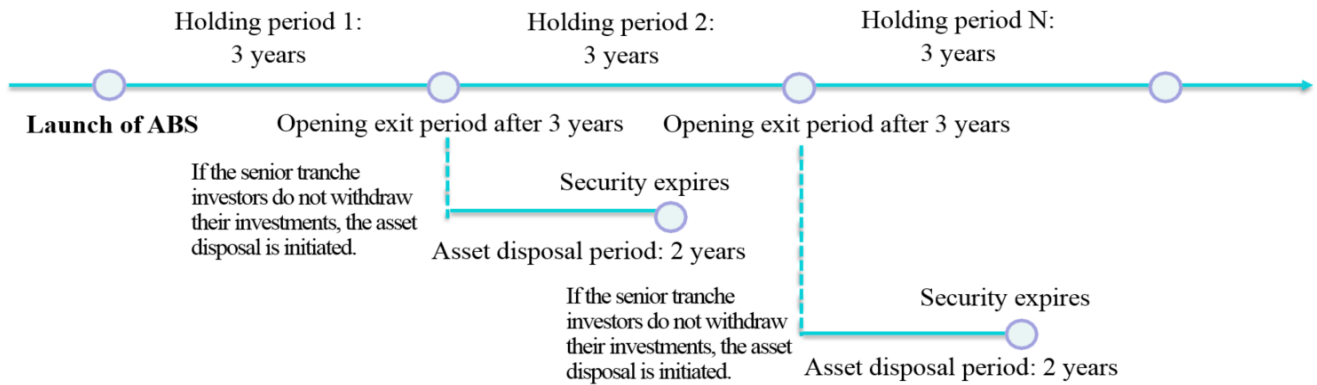 Holding period 1:
3 years
Holding period 2:
3 years
Holding period N:
3 years
Launch of ABS
Opening exit period after 3 years
Opening exit period after 3 years
If the senior tranche
investors do not withdraw
their investments, the asset
disposal is initiated.
Security expires
Asset disposal period: 2 years
If the senior tranche
investors do not withdraw
their investments, the asset
disposal is initiated.
Security expires
Asset disposal period: 2 years